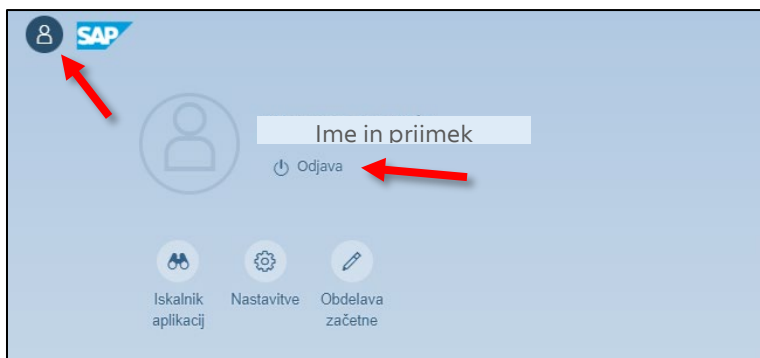 SAP
Ime in priimek
Odjava
Iskalnik aplikacij
Nastavitve
Obdelava začetne